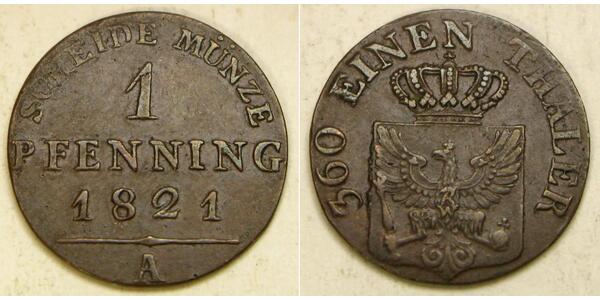 SCHEIDE MÜNZE
1
PFENNING
1821
A
360 EINEN THALER